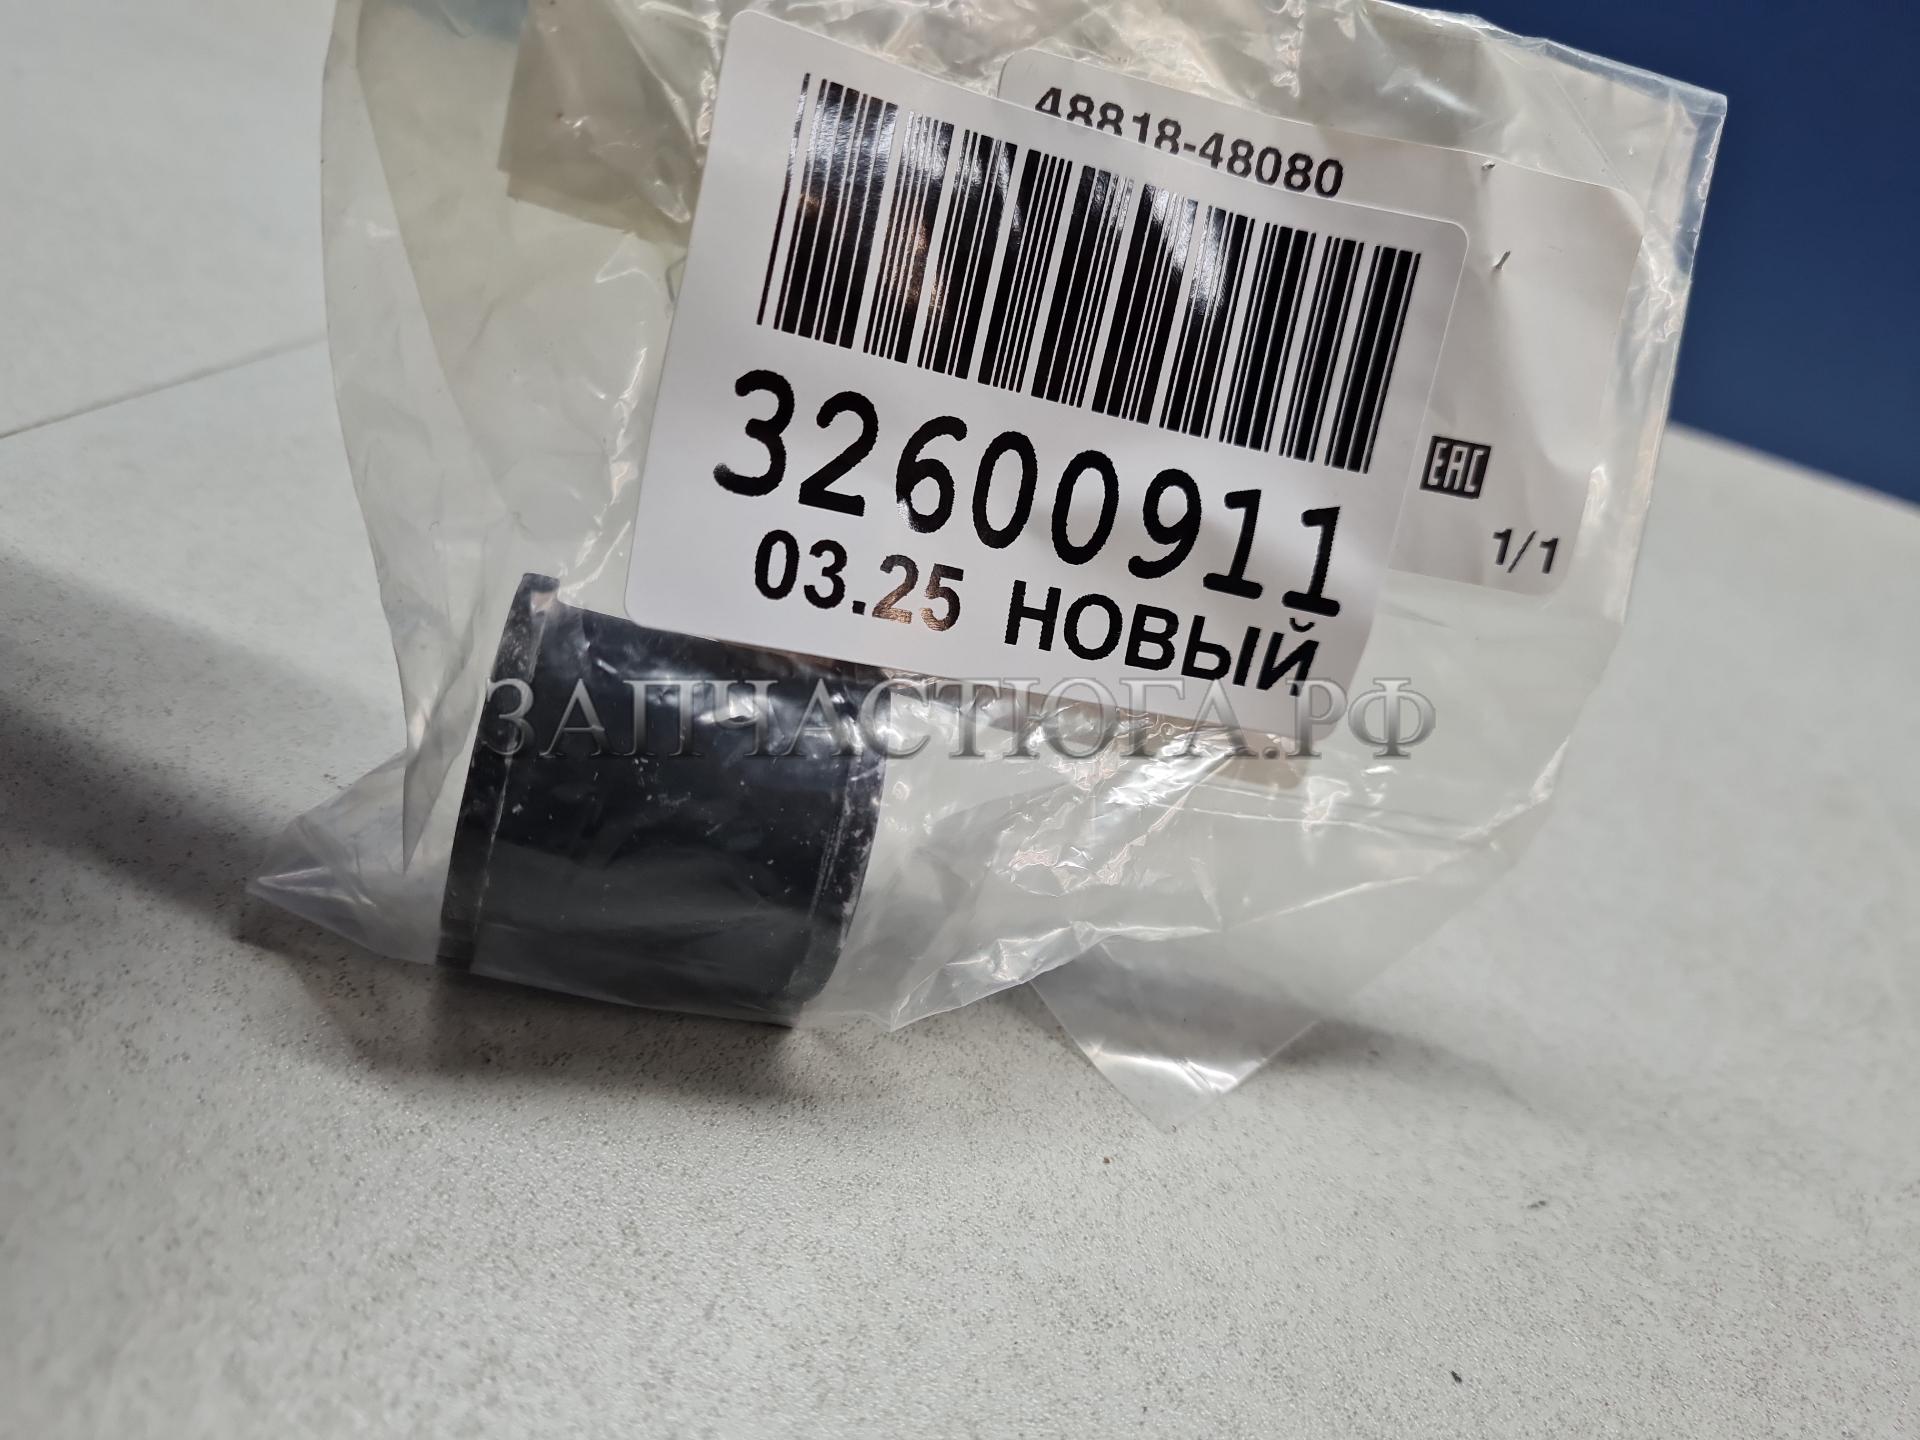 48818-48080
32600911
03.25 НОВЫЙ
EAC
1/1
ЗАПЧАСТЮГА.РФ